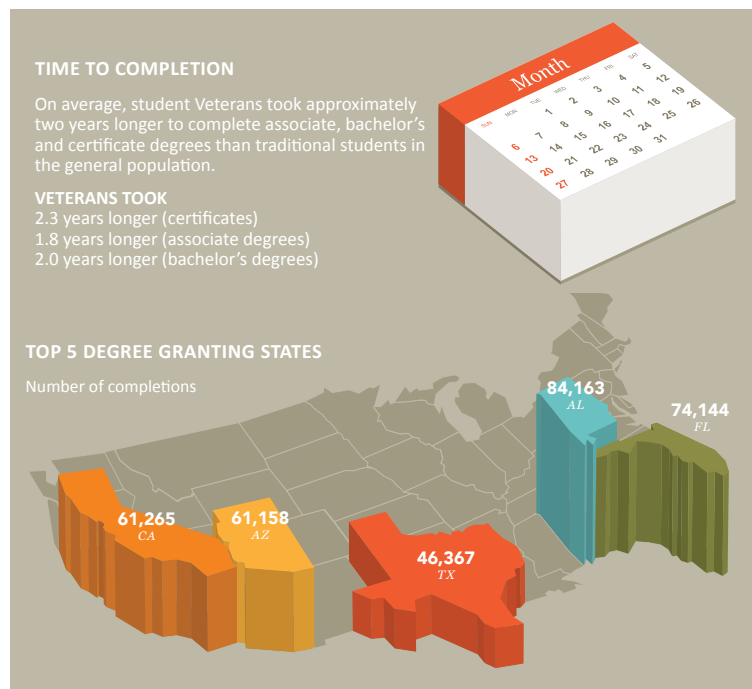 TIME TO COMPLETION
On average, student Veterans took approximately
two years longer to complete associate, bachelor's
and certificate degrees than traditional students in
the general population.
VETERANS TOOK
2.3 years longer (certificates)
1.8 years longer (associate degrees)
2.0 years longer (bachelor's degrees)
Month
SUN MON TUE WED THU FRI SAT
1 2 3 4 5
6 7 8 9 10 11 12
13 14 15 16 17 18 19
20 21 22 23 24 25 26
27 28 29 30 31
TOP 5 DEGREE GRANTING STATES
Number of completions
84,163
AL
74,144
FL
61,265
CA
61,158
AZ
46,367
TX